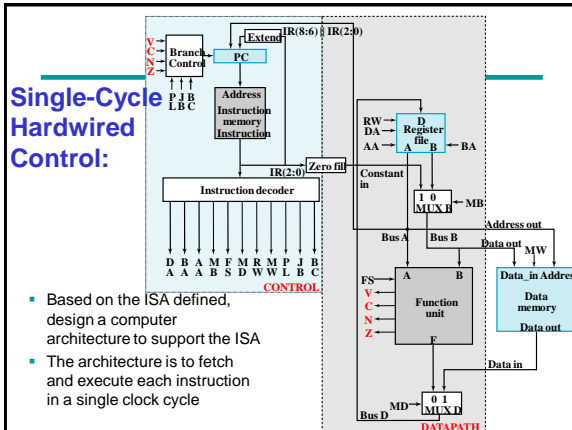 Single-Cycle
Hardwired
Control:
IR(8:6)
IR(2:0)
Extend
V
C
N
Z
Branch
Control
PC
P J B
L B C
Address
Instruction
memory
Instruction
IR(2:0)
Zero fill
Constant
in
Instruction decoder
D B A M F M R M P J B
A A A B S D W W L B C
CONTROL
RW
DA
AA
D
Register
file
A B
BA
1 0
MUX B
MB
Address out
Bus A
Bus B
Data out
MW
A
B
FS
V
C
N
Z
Function
unit
F
Data_in Address
Data
memory
Data out
Data in
MD
0 1
MUX D
Bus D
DATAPATH
Based on the ISA defined,
design a computer
architecture to support the ISA
The architecture is to fetch
and execute each instruction
in a single clock cycle